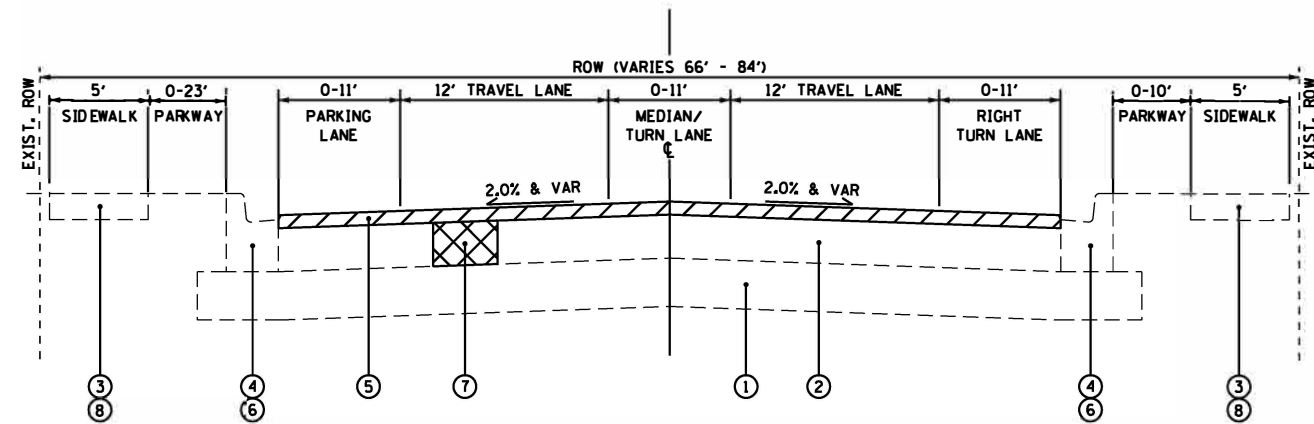 ROW (VARIES 66' - 84')
5' 0-23' 0-11' 12' TRAVEL LANE 0-11' 12' TRAVEL LANE 0-11' 0-10' 5'
SIDEWALK PARKWAY PARKING LANE MEDIAN/ TURN LANE RIGHT TURN LANE PARKWAY SIDEWALK
EXIST. ROW
EXIST. ROW
℄
2.0% & VAR 2.0% & VAR
3 4 5 7 1 2 4 3
8 6 6 8